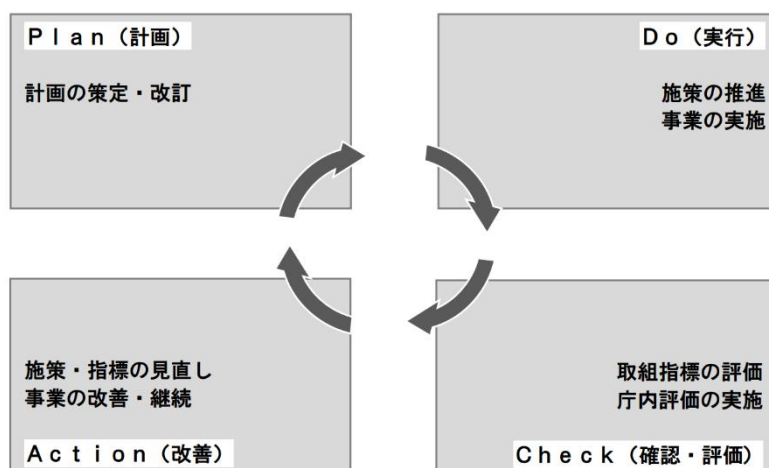 Plan（計画）
計画の策定・改訂
Do（実行）
施策の推進
事業の実施
施策・指標の見直し
事業の改善・継続
Action（改善）
取組指標の評価
庁内評価の実施
Check（確認・評価）